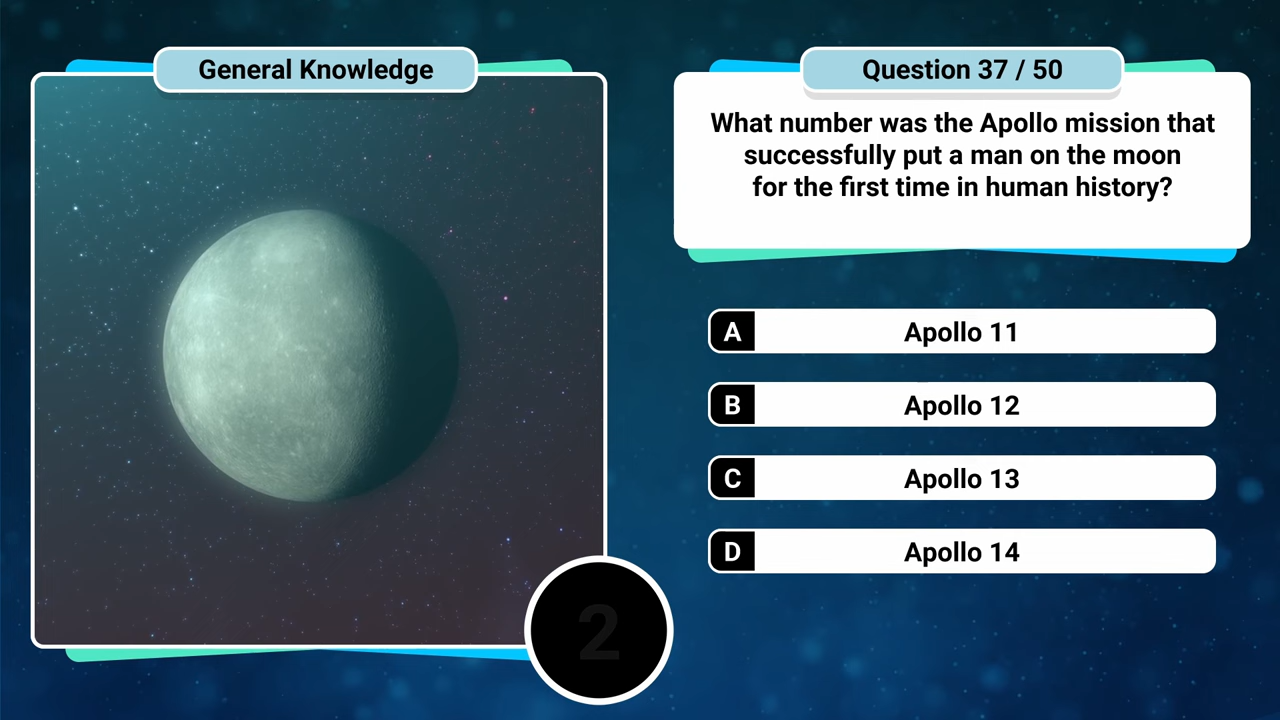 General Knowledge
Question 37 / 50
What number was the Apollo mission that
successfully put a man on the moon
for the first time in human history?
A Apollo 11
B Apollo 12
C Apollo 13
D Apollo 14
2